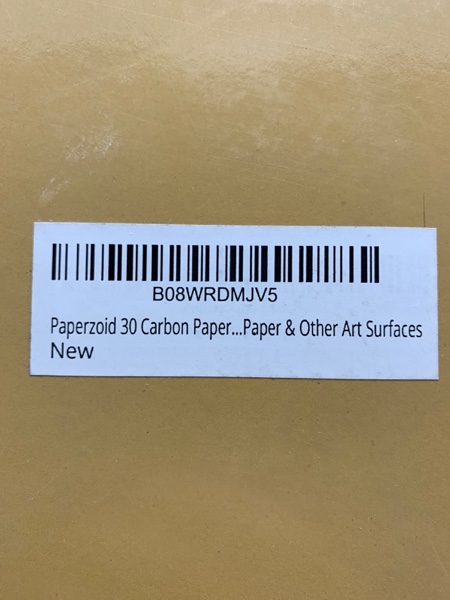 B08WRDMJV5
Paperzoid 30 Carbon Paper...Paper & Other Art Surfaces
New